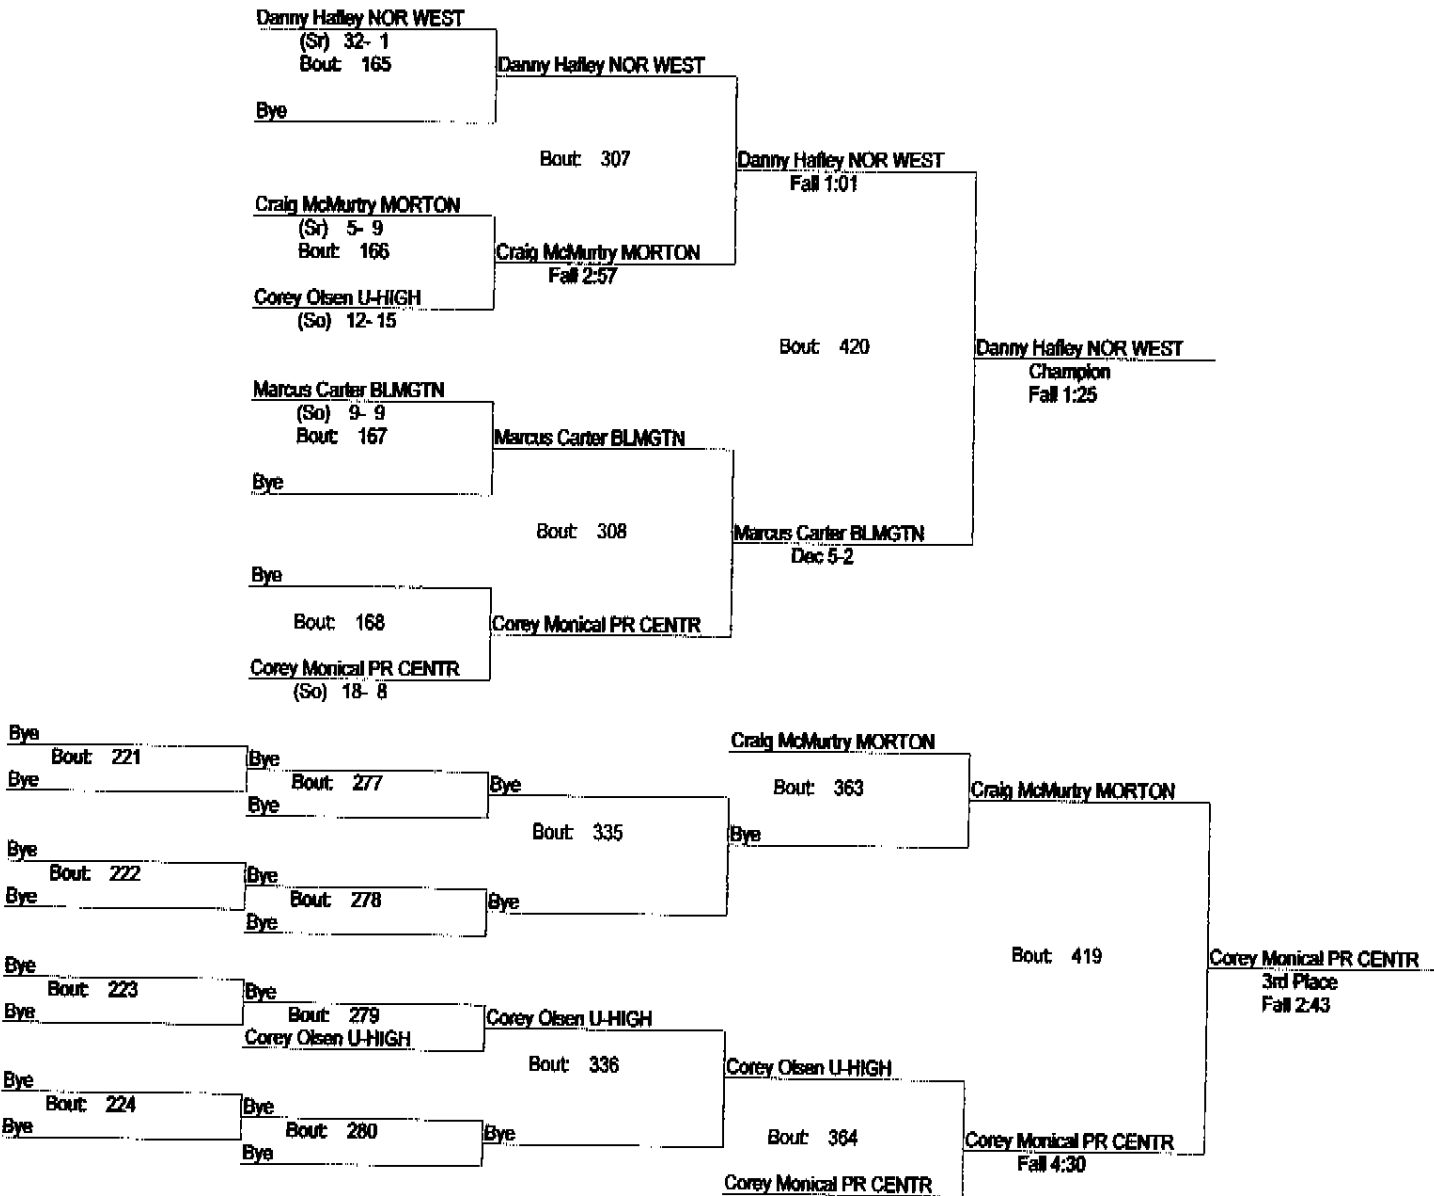 Danny Hafley NOR WEST
(Sr) 32- 1
Bout: 165
Danny Hafley NOR WEST
Bye
Bout: 307
Danny Hafley NOR WEST
Fall 1:01
Craig McMurtry MORTON
(Sr) 5- 9
Bout: 166
Craig McMurtry MORTON
Fall 2:57
Corey Olsen U-HIGH
(So) 12- 15
Bout: 420
Danny Hafley NOR WEST
Champion
Fall 1:25
Marcus Carter BLMGTN
(So) 9- 9
Bout: 167
Marcus Carter BLMGTN
Bye
Bout: 308
Marcus Carter BLMGTN
Dec 5-2
Bye
Bout: 168
Corey Monical PR CENTR
Corey Monical PR CENTR
(So) 18- 8
Bye
Bout: 221
Bye
Bye
Bout: 277
Bye
Bye
Bout: 335
Craig McMurtry MORTON
Bout: 363
Craig McMurtry MORTON
Bye
Bye
Bout: 222
Bye
Bye
Bout: 278
Bye
Bye
Bout: 419
Corey Monical PR CENTR
3rd Place
Fall 2:43
Bye
Bout: 223
Bye
Bye
Bout: 279
Corey Olsen U-HIGH
Corey Olsen U-HIGH
Bout: 336
Corey Olsen U-HIGH
Bye
Bout: 224
Bye
Bye
Bout: 280
Bye
Bye
Bout: 364
Corey Monical PR CENTR
Fall 4:30
Corey Monical PR CENTR